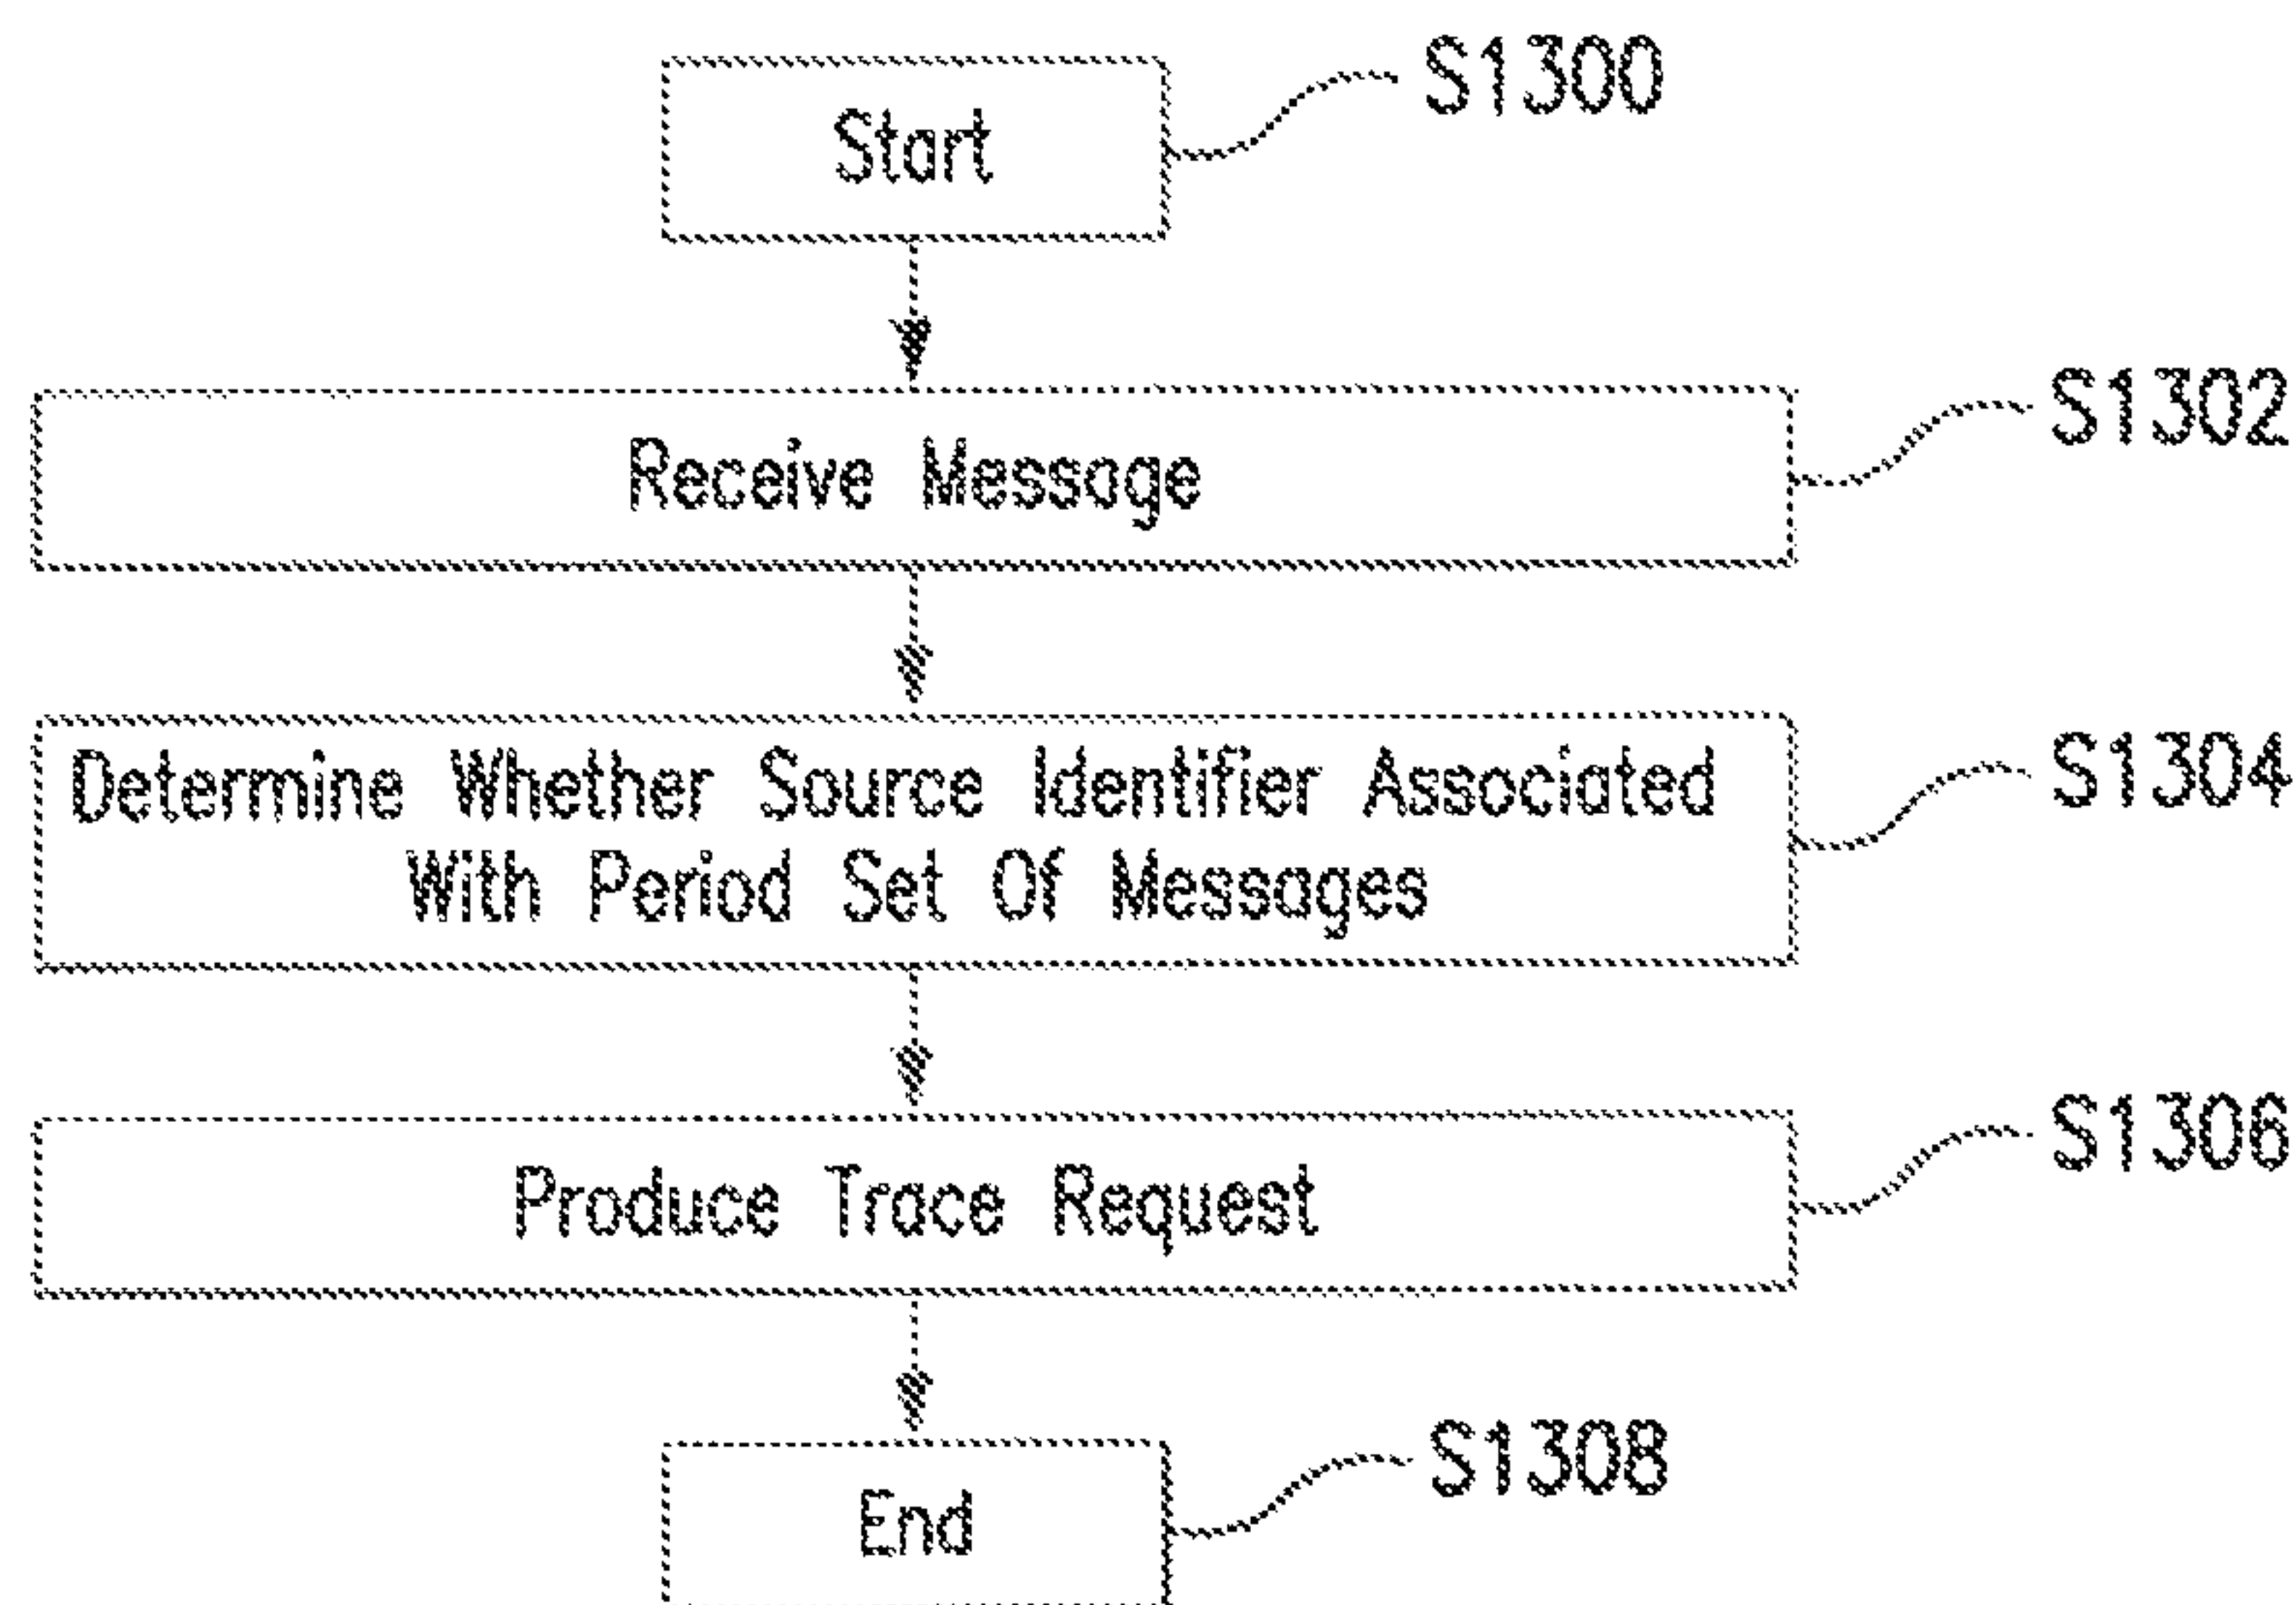 Start
S1300
Receive Message
S1302
Determine Whether Source Identifier Associated
With Period Set Of Messages
S1304
Produce Trace Request
S1306
End
S1308